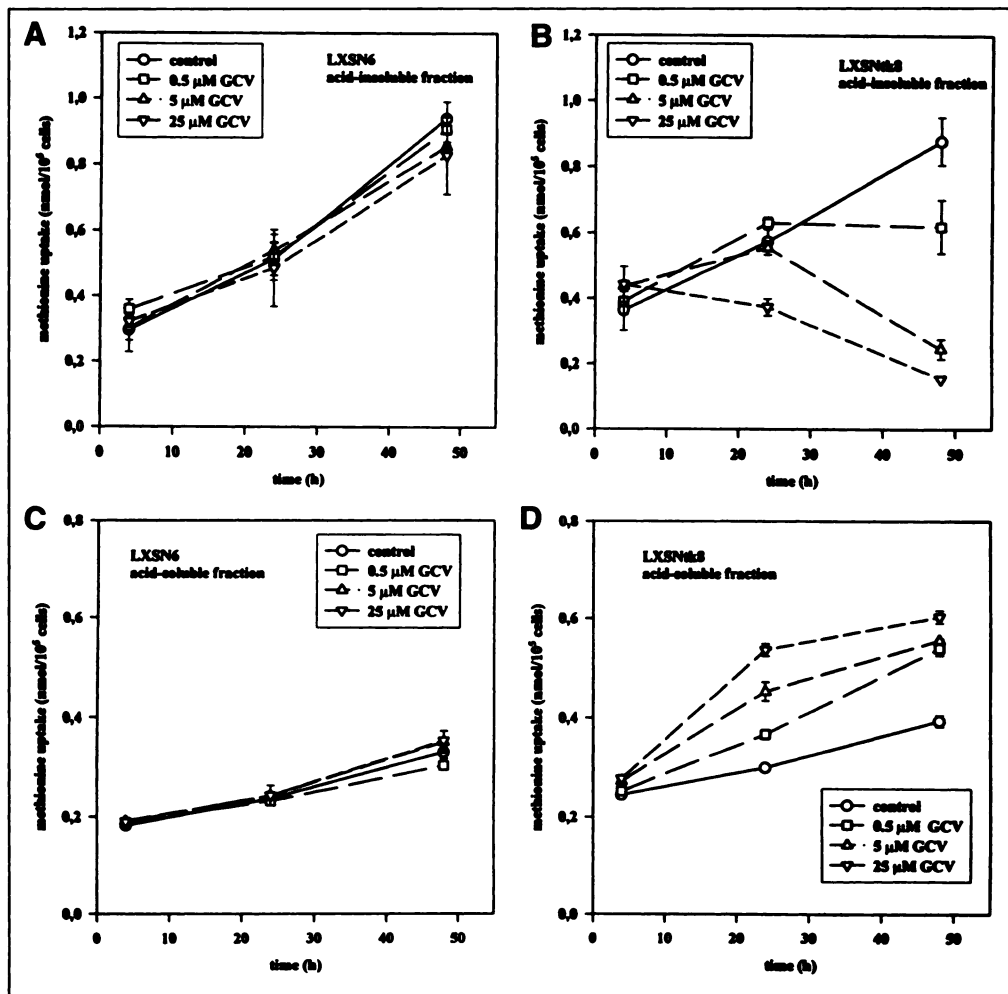 A
1,2
1,0
0,8
0,6
0,4
0,2
0,0
methionine uptake (nmol/10⁵ cells)
control
0.5 µM GCV
5 µM GCV
25 µM GCV
LXSN6
acid-insoluble fraction
0 10 20 30 40 50
time (h)
B
1,2
1,0
0,8
0,6
0,4
0,2
0,0
methionine uptake (nmol/10⁵ cells)
control
0.5 µM GCV
5 µM GCV
25 µM GCV
LXSNtk8
acid-insoluble fraction
0 10 20 30 40 50
time (h)
C
0,8
0,6
0,4
0,2
0,0
methionine uptake (nmol/10⁵ cells)
LXSN6
acid-soluble fraction
control
0.5 µM GCV
5 µM GCV
25 µM GCV
0 10 20 30 40 50
time (h)
D
0,8
0,6
0,4
0,2
0,0
methionine uptake (nmol/10⁵ cells)
LXSNtk8
acid-soluble fraction
control
0.5 µM GCV
5 µM GCV
25 µM GCV
0 10 20 30 40 50
time (h)